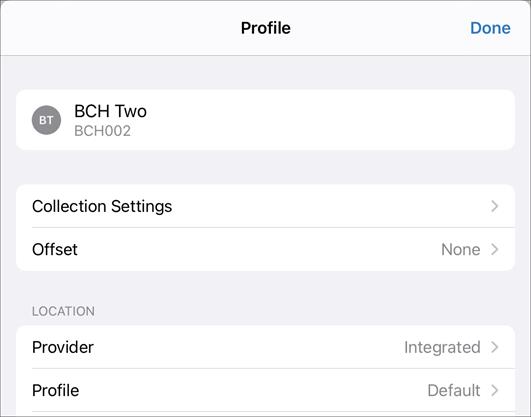 Profile
Done
BT
BCH Two
BCH002
Collection Settings
Offset None
LOCATION
Provider Integrated
Profile Default